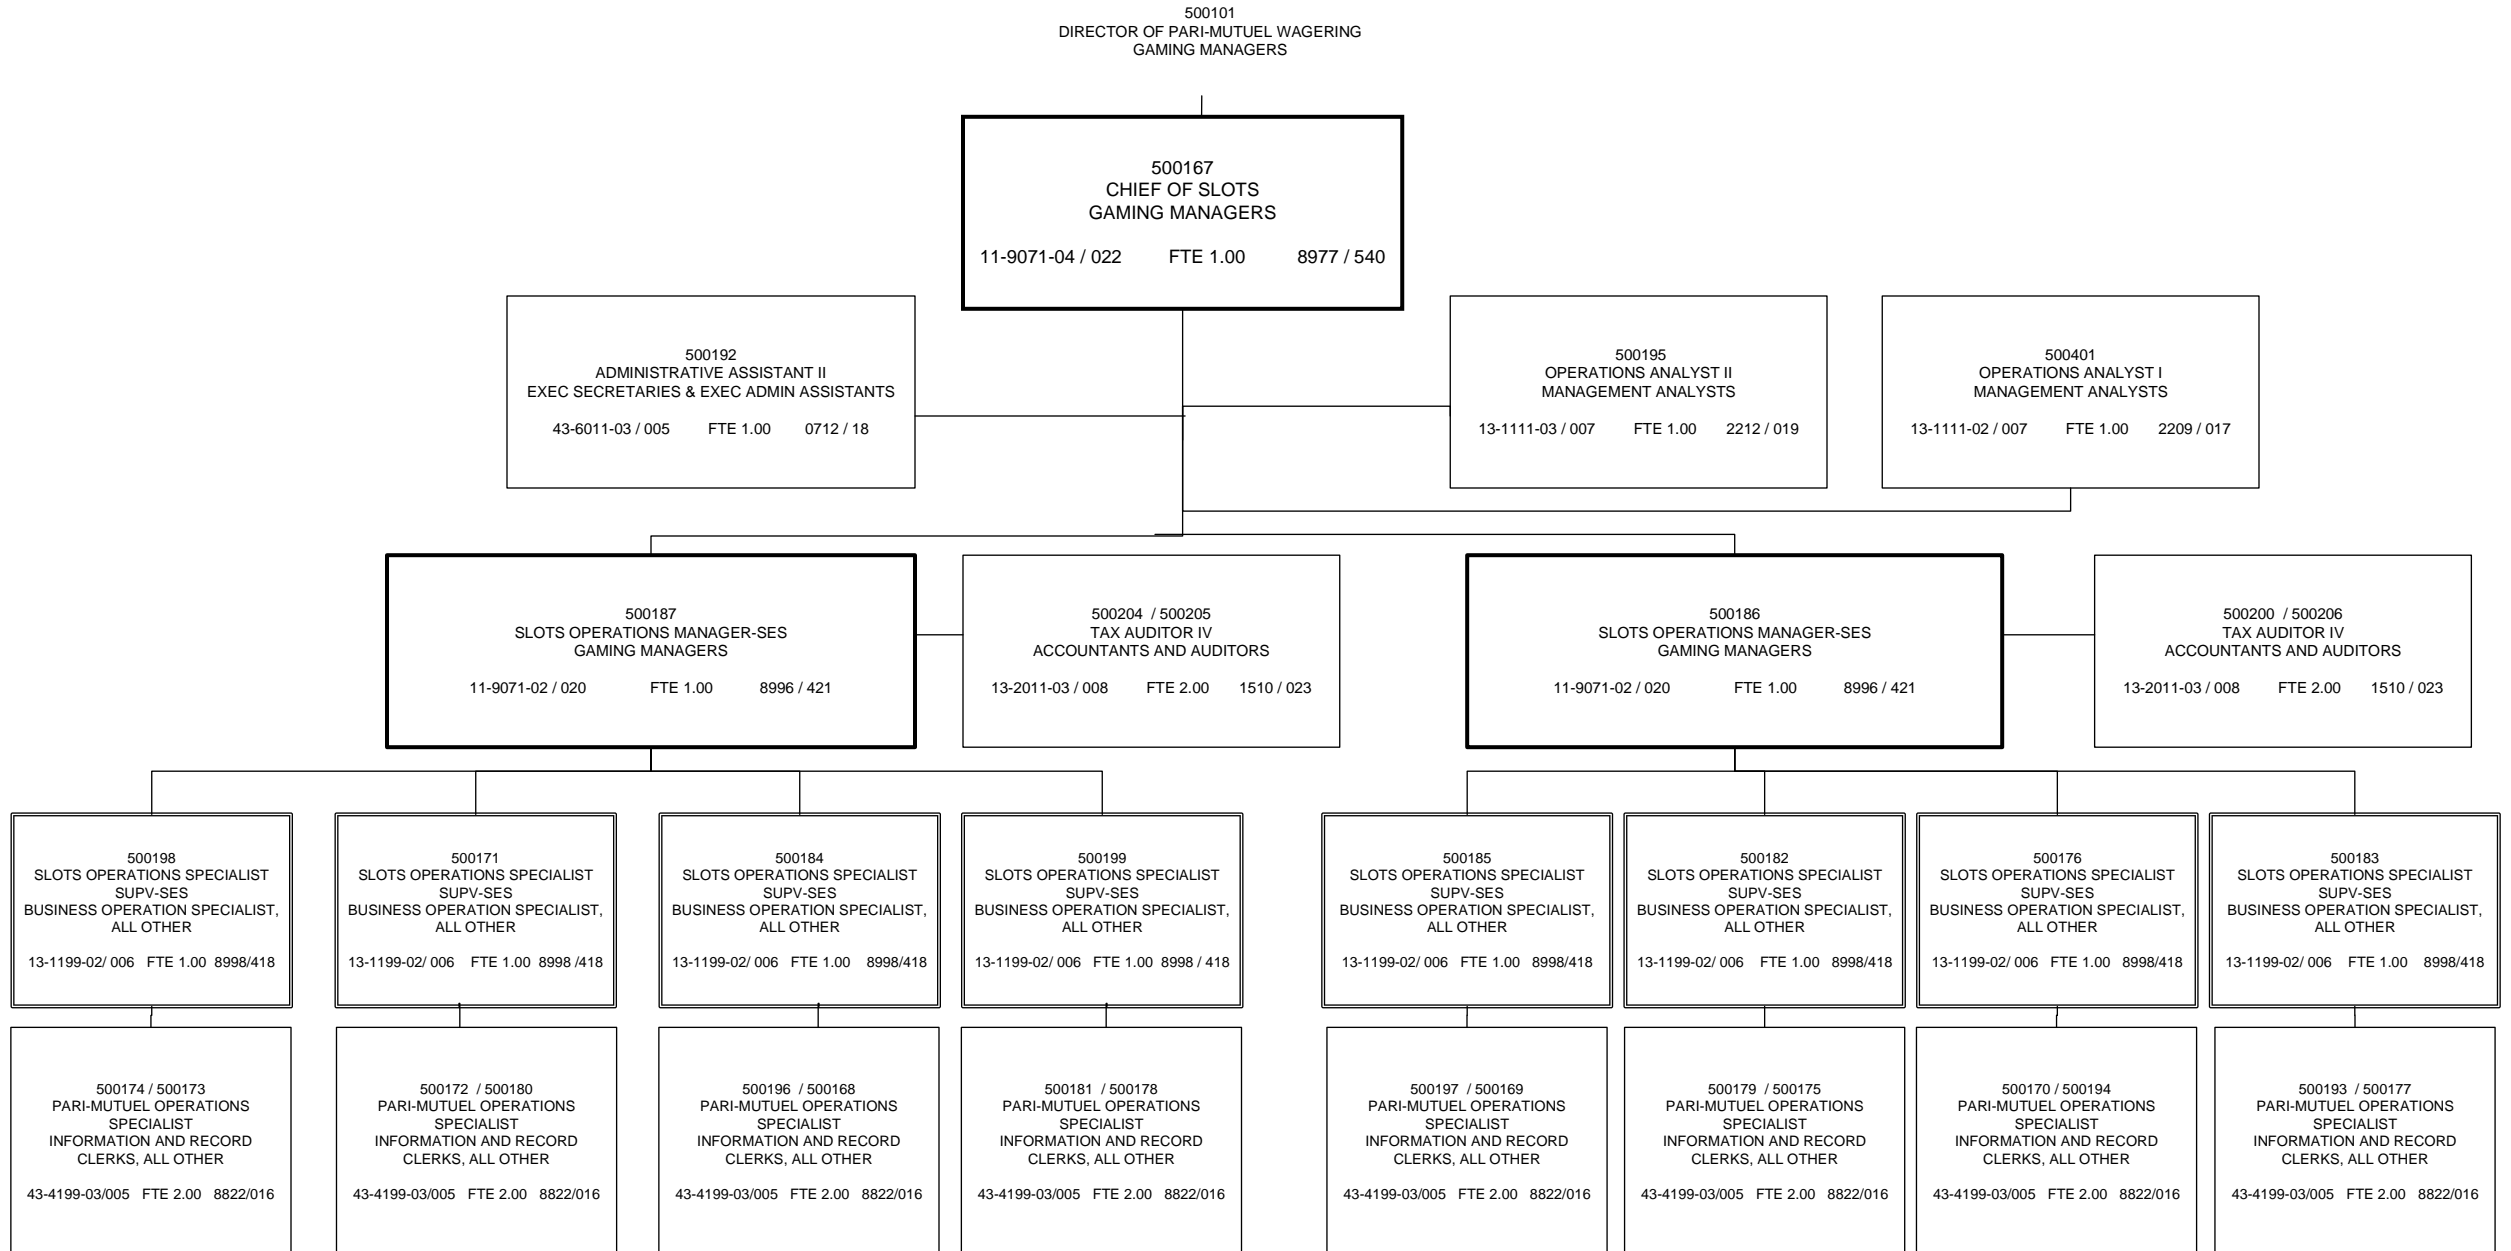 500101
DIRECTOR OF PARI-MUTUEL WAGERING
GAMING MANAGERS
500167
CHIEF OF SLOTS
GAMING MANAGERS
11-9071-04 / 022 FTE 1.00 8977 / 540
500192
ADMINISTRATIVE ASSISTANT II
EXEC SECRETARIES & EXEC ADMIN ASSISTANTS
43-6011-03 / 005 FTE 1.00 0712 / 18
500195
OPERATIONS ANALYST II
MANAGEMENT ANALYSTS
13-1111-03 / 007 FTE 1.00 2212 / 019
500401
OPERATIONS ANALYST I
MANAGEMENT ANALYSTS
13-1111-02 / 007 FTE 1.00 2209 / 017
500187
SLOTS OPERATIONS MANAGER-SES
GAMING MANAGERS
11-9071-02 / 020 FTE 1.00 8996 / 421
500204 / 500205
TAX AUDITOR IV
ACCOUNTANTS AND AUDITORS
13-2011-03 / 008 FTE 2.00 1510 / 023
500186
SLOTS OPERATIONS MANAGER-SES
GAMING MANAGERS
11-9071-02 / 020 FTE 1.00 8996 / 421
500200 / 500206
TAX AUDITOR IV
ACCOUNTANTS AND AUDITORS
13-2011-03 / 008 FTE 2.00 1510 / 023
500198
SLOTS OPERATIONS SPECIALIST
SUPV-SES
BUSINESS OPERATION SPECIALIST,
ALL OTHER
13-1199-02/ 006 FTE 1.00 8998/418
500171
SLOTS OPERATIONS SPECIALIST
SUPV-SES
BUSINESS OPERATION SPECIALIST,
ALL OTHER
13-1199-02/ 006 FTE 1.00 8998 /418
500184
SLOTS OPERATIONS SPECIALIST
SUPV-SES
BUSINESS OPERATION SPECIALIST,
ALL OTHER
13-1199-02/ 006 FTE 1.00 8998/418
500199
SLOTS OPERATIONS SPECIALIST
SUPV-SES
BUSINESS OPERATION SPECIALIST,
ALL OTHER
13-1199-02/ 006 FTE 1.00 8998 / 418
500185
SLOTS OPERATIONS SPECIALIST
SUPV-SES
BUSINESS OPERATION SPECIALIST,
ALL OTHER
13-1199-02/ 006 FTE 1.00 8998/418
500182
SLOTS OPERATIONS SPECIALIST
SUPV-SES
BUSINESS OPERATION SPECIALIST,
ALL OTHER
13-1199-02/ 006 FTE 1.00 8998/418
500176
SLOTS OPERATIONS SPECIALIST
SUPV-SES
BUSINESS OPERATION SPECIALIST,
ALL OTHER
13-1199-02/ 006 FTE 1.00 8998/418
500183
SLOTS OPERATIONS SPECIALIST
SUPV-SES
BUSINESS OPERATION SPECIALIST,
ALL OTHER
13-1199-02/ 006 FTE 1.00 8998/418
500174 / 500173
PARI-MUTUEL OPERATIONS
SPECIALIST
INFORMATION AND RECORD
CLERKS, ALL OTHER
43-4199-03/005 FTE 2.00 8822/016
500172 / 500180
PARI-MUTUEL OPERATIONS
SPECIALIST
INFORMATION AND RECORD
CLERKS, ALL OTHER
43-4199-03/005 FTE 2.00 8822/016
500196 / 500168
PARI-MUTUEL OPERATIONS
SPECIALIST
INFORMATION AND RECORD
CLERKS, ALL OTHER
43-4199-03/005 FTE 2.00 8822/016
500181 / 500178
PARI-MUTUEL OPERATIONS
SPECIALIST
INFORMATION AND RECORD
CLERKS, ALL OTHER
43-4199-03/005 FTE 2.00 8822/016
500197 / 500169
PARI-MUTUEL OPERATIONS
SPECIALIST
INFORMATION AND RECORD
CLERKS, ALL OTHER
43-4199-03/005 FTE 2.00 8822/016
500179 / 500175
PARI-MUTUEL OPERATIONS
SPECIALIST
INFORMATION AND RECORD
CLERKS, ALL OTHER
43-4199-03/005 FTE 2.00 8822/016
500170 / 500194
PARI-MUTUEL OPERATIONS
SPECIALIST
INFORMATION AND RECORD
CLERKS, ALL OTHER
43-4199-03/005 FTE 2.00 8822/016
500193 / 500177
PARI-MUTUEL OPERATIONS
SPECIALIST
INFORMATION AND RECORD
CLERKS, ALL OTHER
43-4199-03/005 FTE 2.00 8822/016